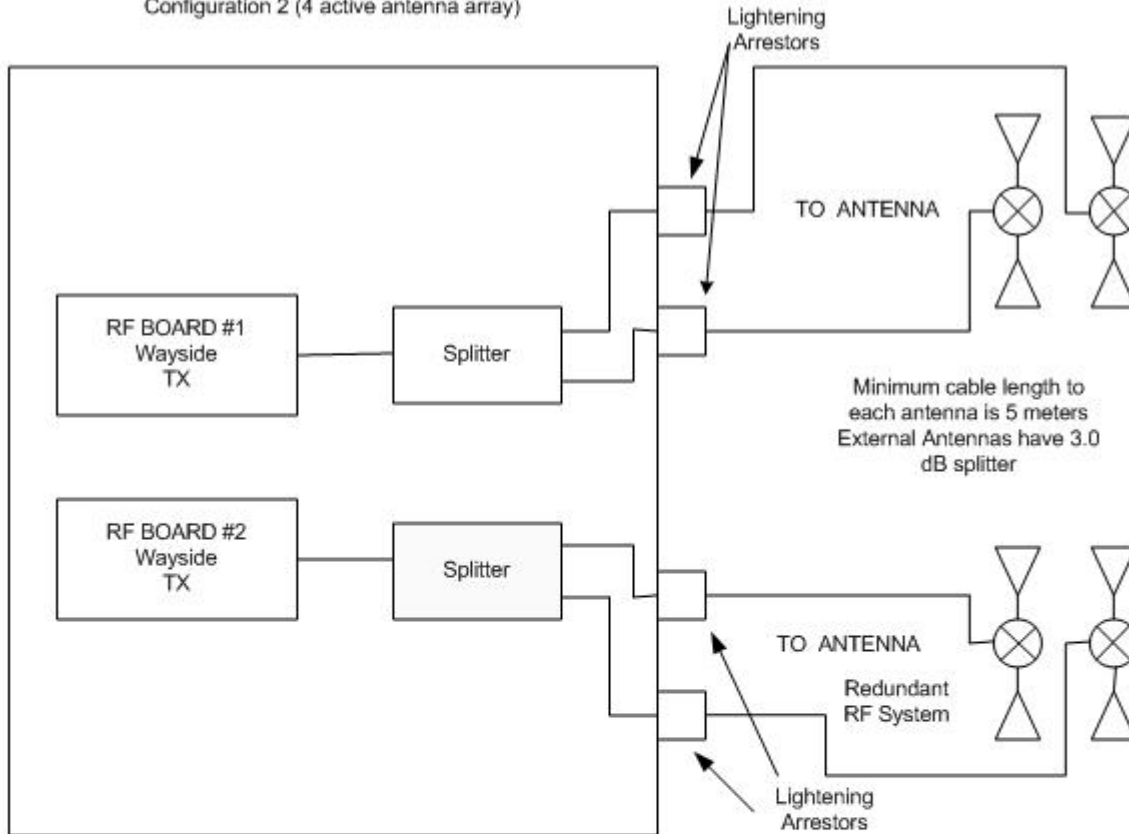 Configuration 2 (4 active antenna array)
Lightening
Arrestors
TO ANTENNA
RF BOARD #1
Wayside
TX
Splitter
Minimum cable length to
each antenna is 5 meters
External Antennas have 3.0
dB splitter
RF BOARD #2
Wayside
TX
Splitter
TO ANTENNA
Redundant
RF System
Lightening
Arrestors